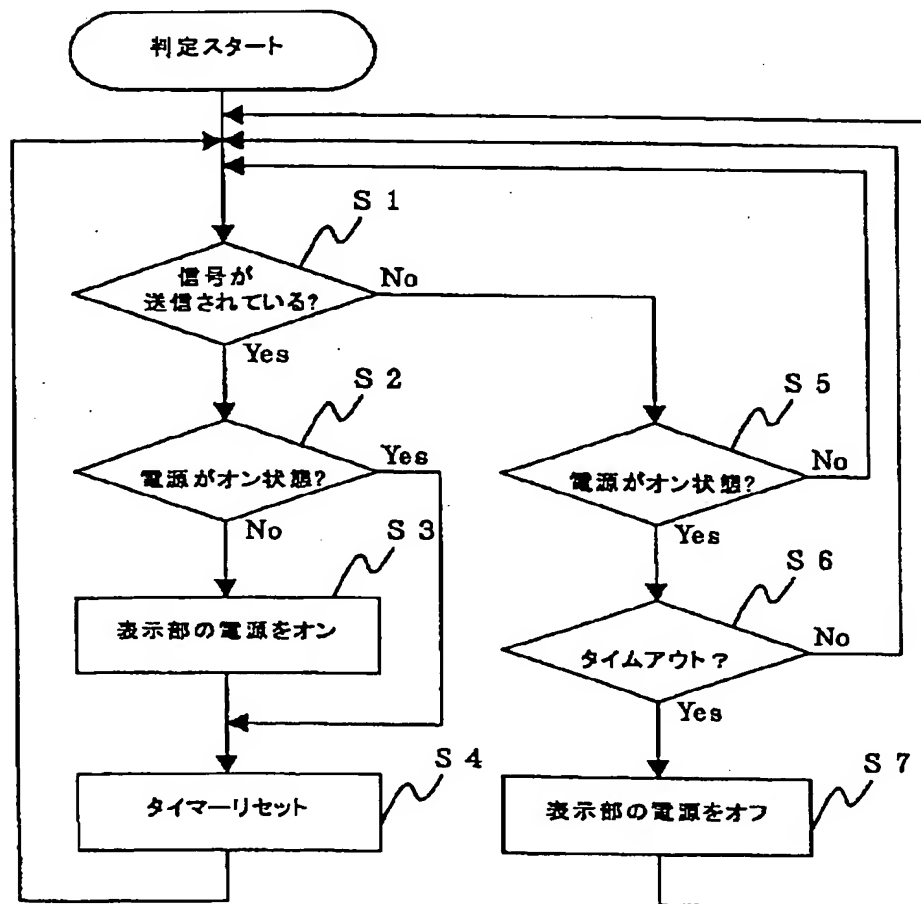 判定スタート
S 1
信号が
送信されている?
No
Yes
S 2
電源がオン状態?
Yes
No
S 3
表示部の電源をオン
S 4
タイマーリセット
S 5
電源がオン状態?
No
Yes
S 6
タイムアウト?
No
Yes
S 7
表示部の電源をオフ